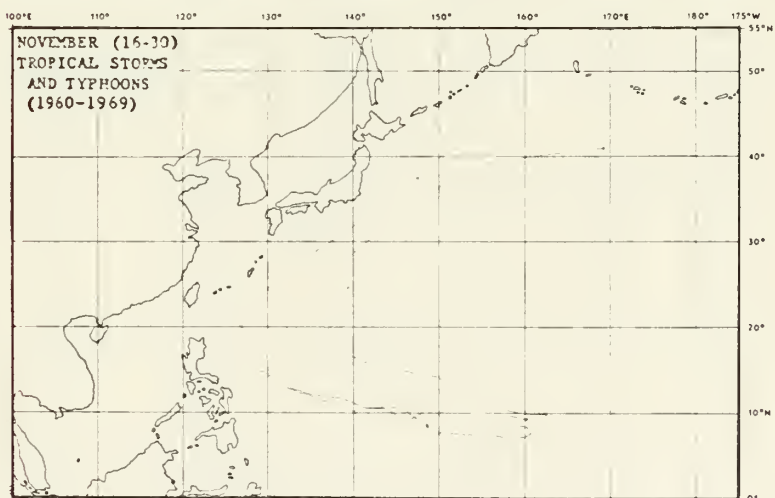 100°E 110° 120° 130° 140° 150° 160° 170°E 180° 175°W
55°N
NOVEMBER (16-30)
TROPICAL STORMS
AND TYPHOONS
(1960-1969)
50°
40°
30°
20°
10°N